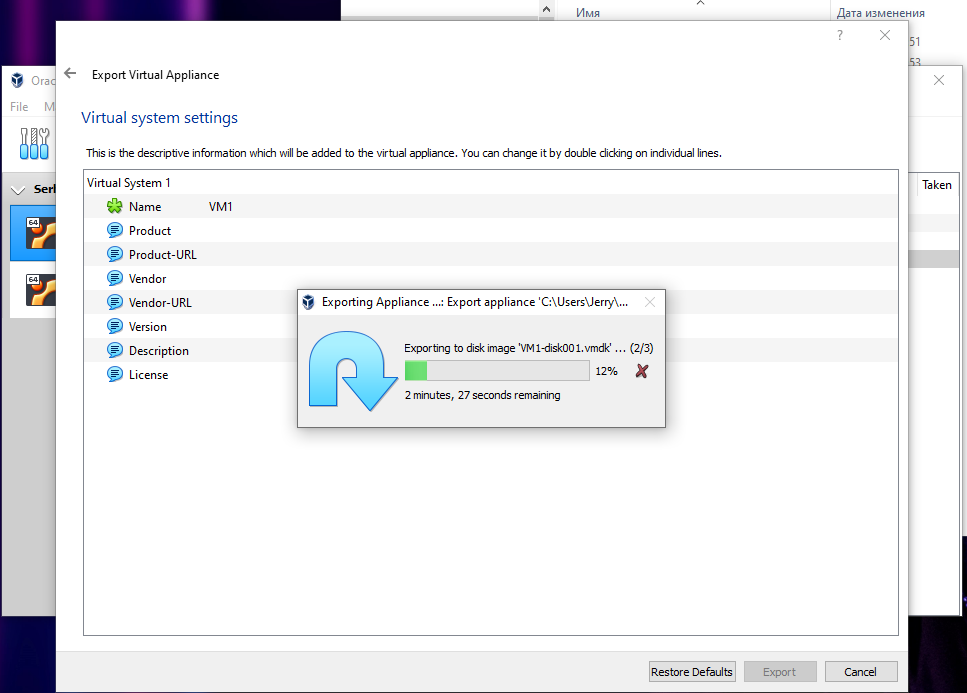 Имя
Дата изменения
51
?
53
Export Virtual Appliance
Orac
File M
Virtual system settings
This is the descriptive information which will be added to the virtual appliance. You can change it by double clicking on individual lines.
Virtual System 1
Taken
Name VM1
Product
Product-URL
Vendor
Vendor-URL
Version
Description
License
64
64
Exporting Appliance ...: Export appliance 'C:\Users\Jerry\...
Exporting to disk image 'VM1-disk001.vmdk' ... (2/3)
12%
2 minutes, 27 seconds remaining
Restore Defaults
Export
Cancel